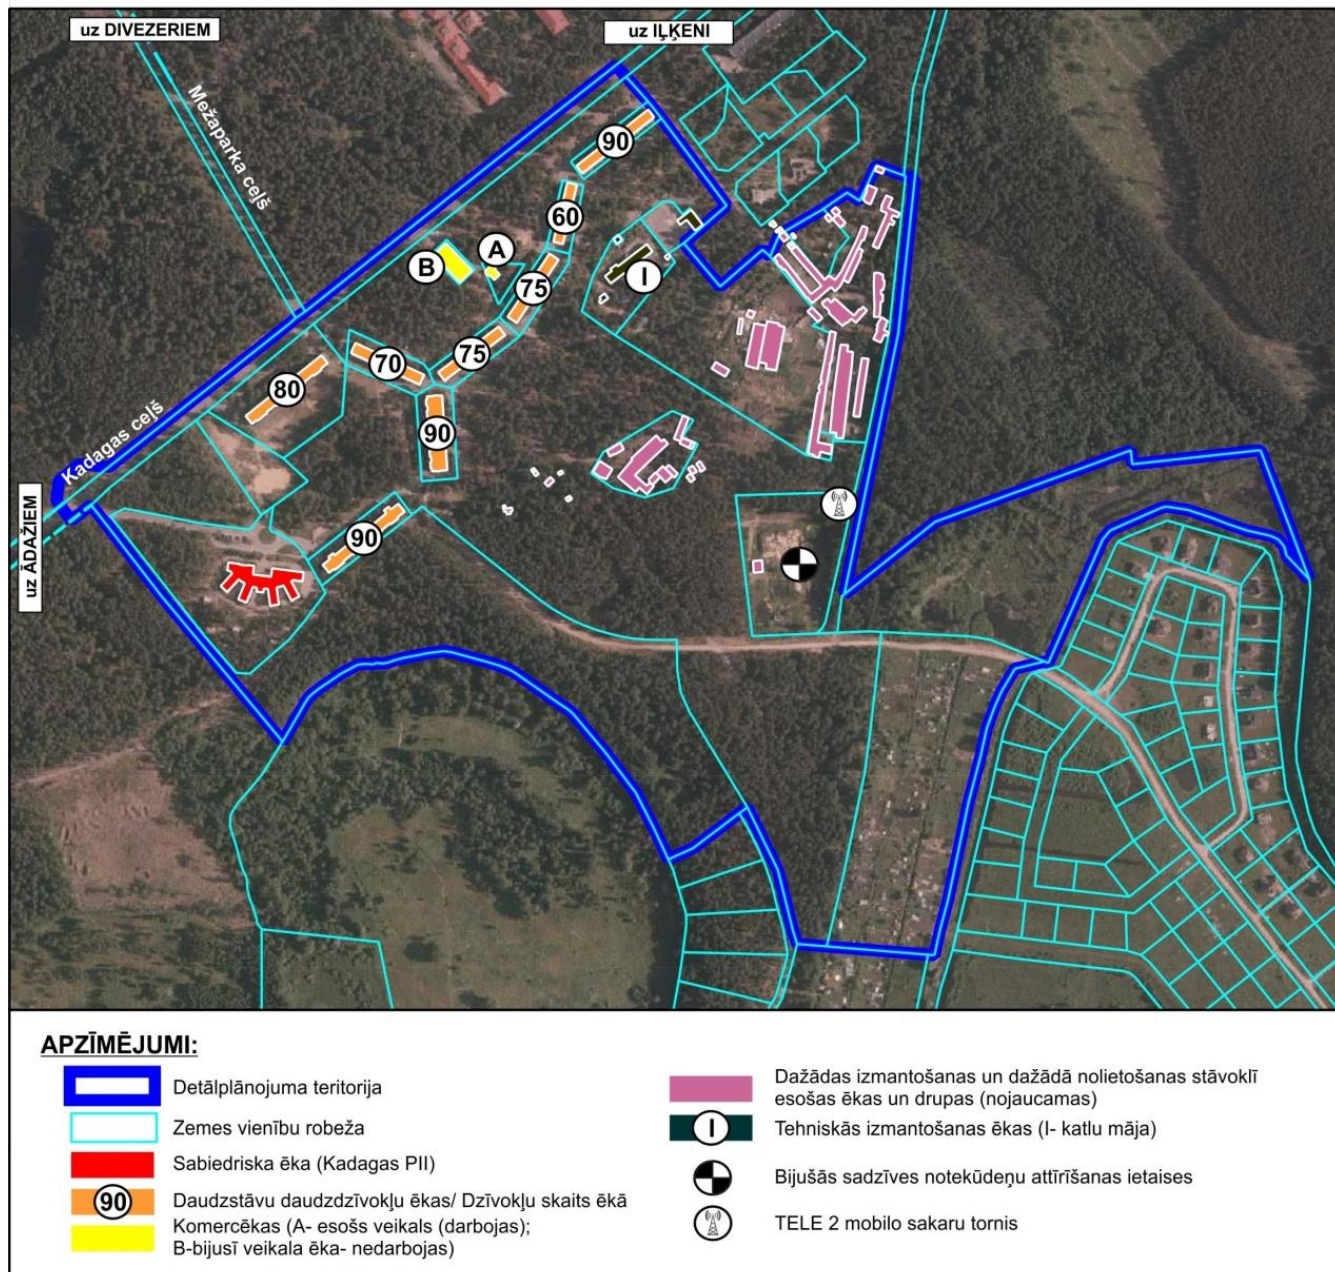 uz DIVEZERIEM
uz IĻĶENI
Mežaparka ceļš
90
60
A
B
I
75
75
70
80
90
Kadagas ceļš
uz ĀDAŽIEM
90
APZĪMĒJUMI:
Detālplānojuma teritorija
Zemes vienību robeža
Sabiedriska ēka (Kadagas PII)
90
Daudzstāvu daudzdzīvokļu ēkas/ Dzīvokļu skaits ēkā
Komercēkas (A- esošs veikals (darbojas);
B-bijusī veikala ēka- nedarbojas)
Dažādas izmantošanas un dažādā nolietošanas stāvoklī
esošas ēkas un drupas (nojaucamas)
I
Tehniskās izmantošanas ēkas (I- katlu māja)
Bijušās sadzīves notekūdeņu attīrīšanas ietaises
TELE 2 mobilo sakaru tornis